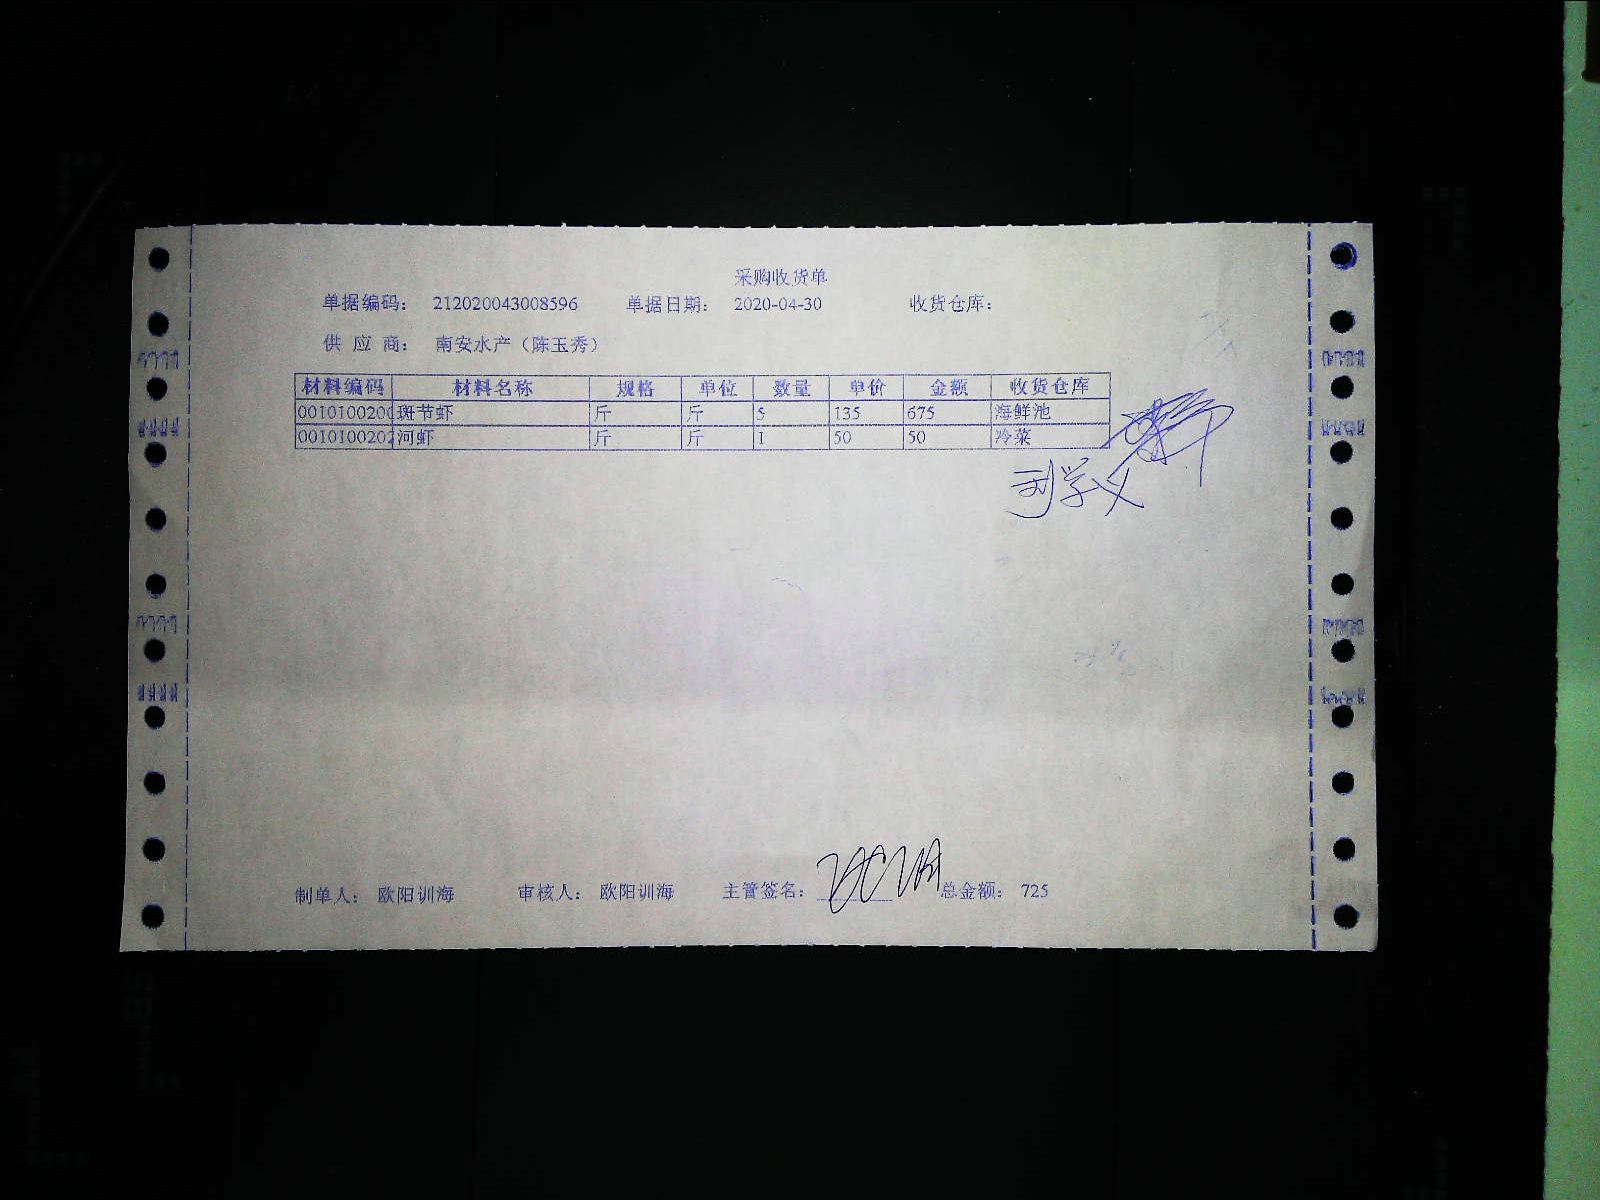 采购收货单
单据编码： 212020043008596 单据日期： 2020-04-30 收货仓库：
供 应 商： 南安水产（陈玉秀）
材料编码 材料名称 规格 单位 数量 单价 金额 收货仓库
0010100200 斑节虾 斤 斤 5 135 675 海鲜池
0010100202 河虾 斤 斤 1 50 50 冷菜
刘学义
制单人： 欧阳训海 审核人： 欧阳训海 主管签名： 总金额： 725